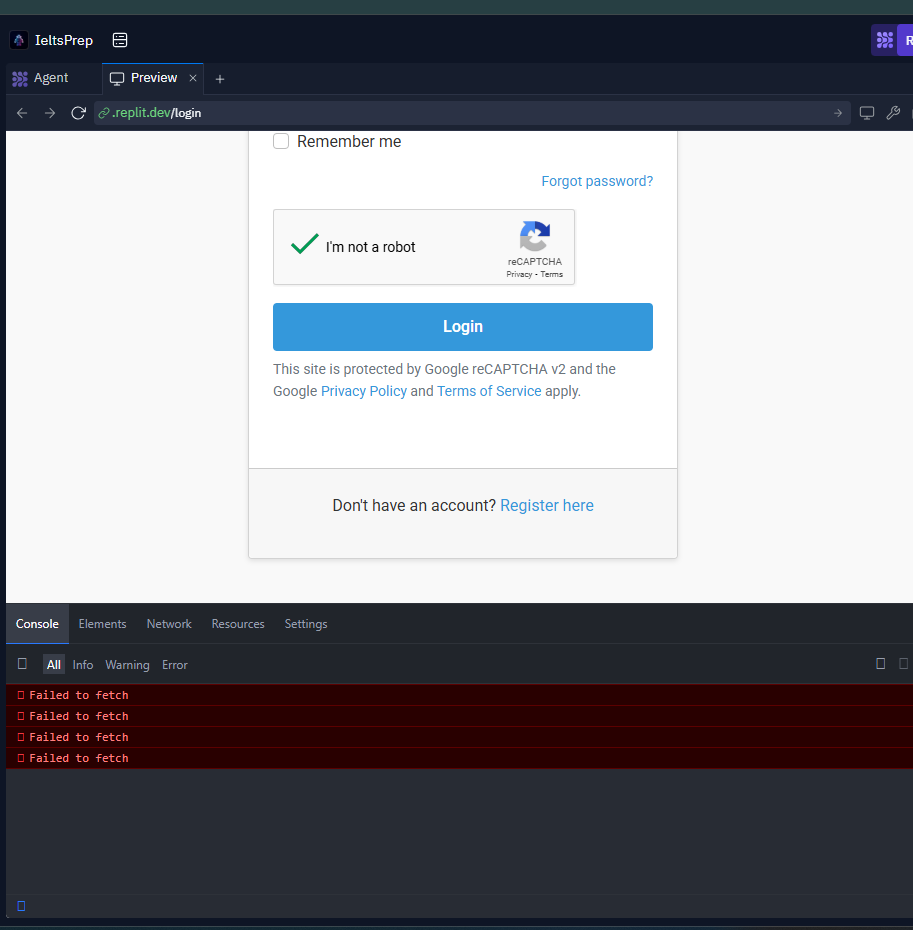 IeltsPrep
R
Agent
Preview
.replit.dev/login
Remember me
Forgot password?
I'm not a robot
reCAPTCHA
Privacy - Terms
Login
This site is protected by Google reCAPTCHA v2 and the
Google Privacy Policy and Terms of Service apply.
Don't have an account? Register here
Console Elements Network Resources Settings
All Info Warning Error
Failed to fetch
Failed to fetch
Failed to fetch
Failed to fetch